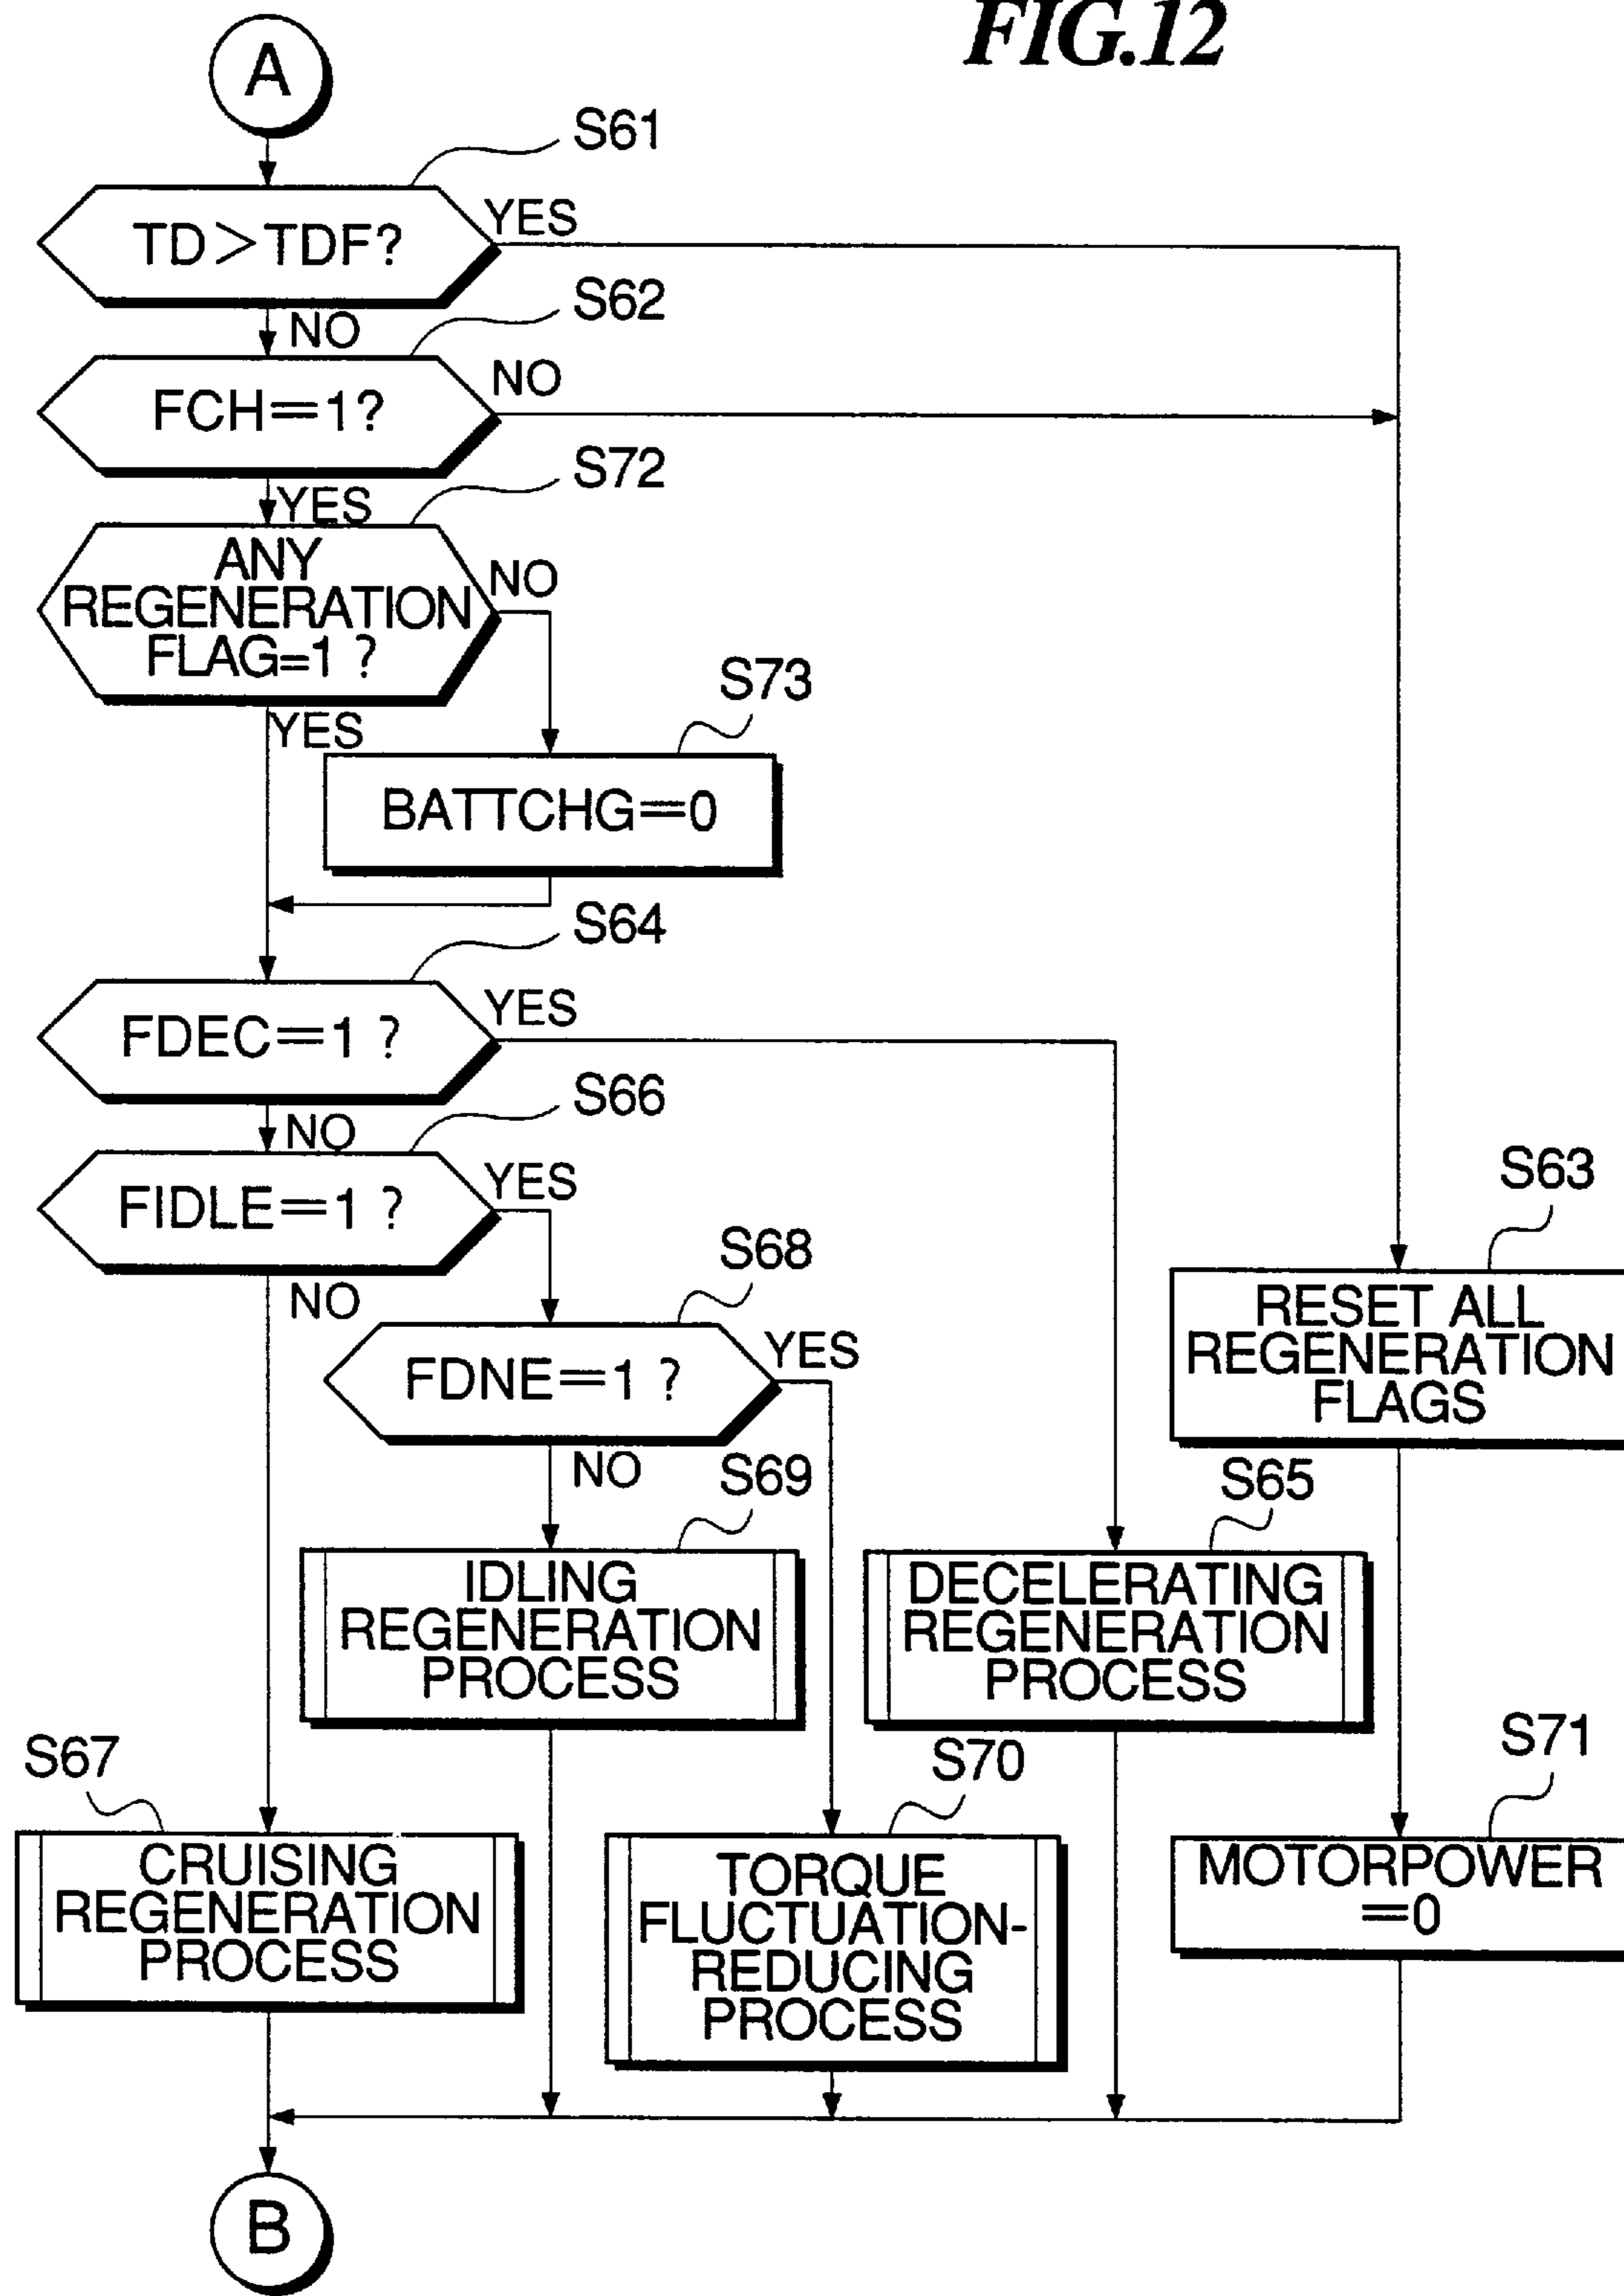 FIG.12
A
S61
TD>TDF?
YES
NO
S62
FCH=1?
NO
YES
S72
ANY
REGENERATION
FLAG=1 ?
NO
YES
S73
BATTCHG=0
S64
FDEC=1 ?
YES
NO
S66
FIDLE=1 ?
YES
NO
S68
FDNE=1 ?
YES
NO
S63
RESET ALL
REGENERATION
FLAGS
S69
IDLING
REGENERATION
PROCESS
S65
DECELERATING
REGENERATION
PROCESS
S67
CRUISING
REGENERATION
PROCESS
S70
TORQUE
FLUCTUATION-
REDUCING
PROCESS
S71
MOTORPOWER
=0
B